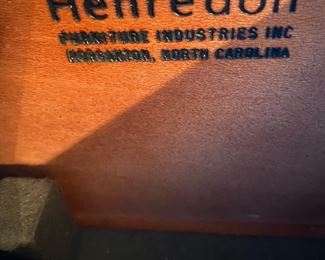 Henredon
FURNITURE INDUSTRIES INC
MORGANTON, NORTH CAROLINA